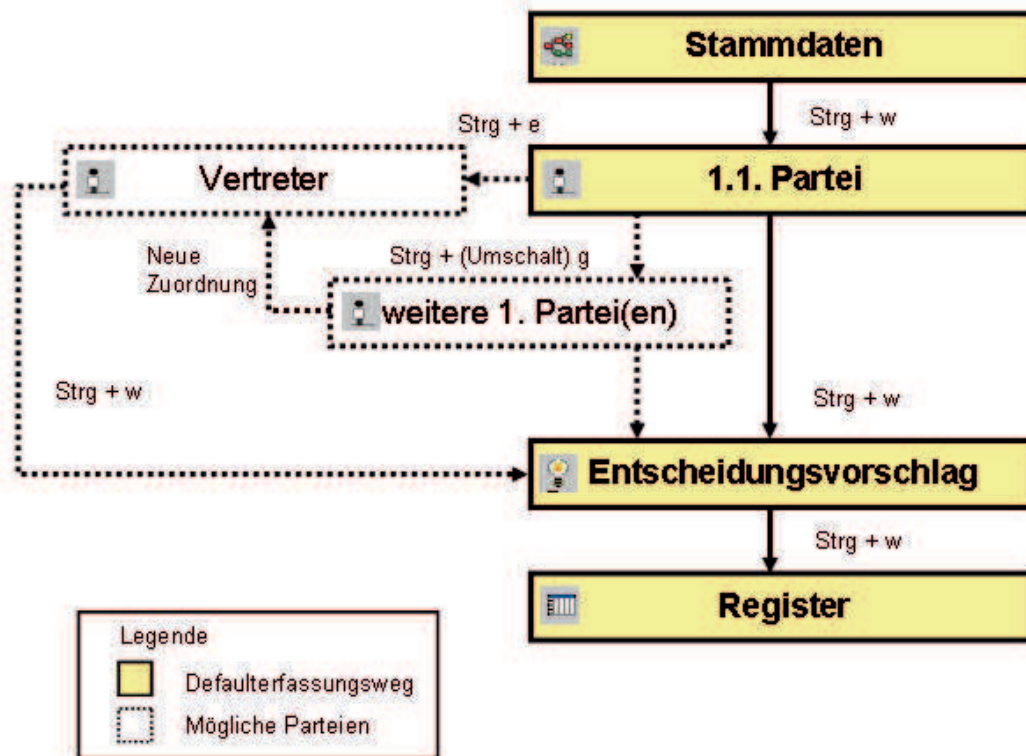 Stammdaten
Strg + w
Strg + e
Vertreter
1.1. Partei
Neue
Zuordnung
Strg + (Umschalt) g
weitere 1. Partei(en)
Strg + w
Strg + w
Entscheidungsvorschlag
Strg + w
Register
Legende
Defaulterfassungsweg
Mögliche Parteien